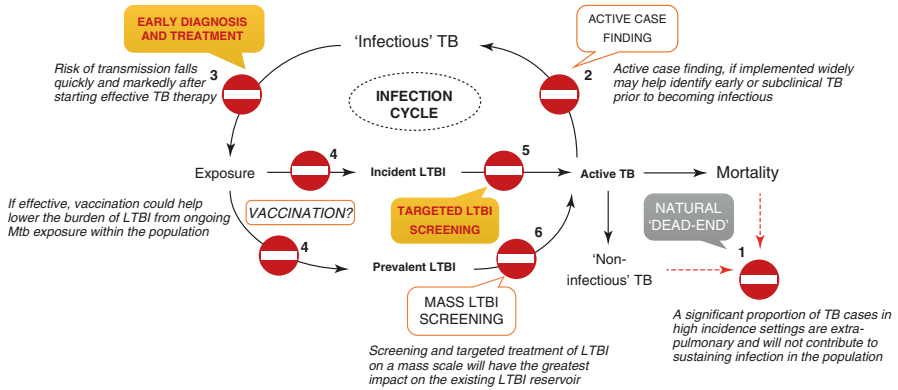 EARLY DIAGNOSIS
AND TREATMENT
'Infectious' TB
ACTIVE CASE
FINDING
3
Risk of transmission falls
quickly and markedly after
starting effective TB therapy
INFECTION
CYCLE
2
Active case finding, if implemented widely
may help identify early or subclinical TB
prior to becoming infectious
Exposure
4
Incident LTBI
5
Active TB
Mortality
If effective, vaccination could help
lower the burden of LTBI from ongoing
Mtb exposure within the population
VACCINATION?
TARGETED LTBI
SCREENING
NATURAL
'DEAD-END'
4
Prevalent LTBI
6
'Non-
infectious' TB
1
MASS LTBI
SCREENING
A significant proportion of TB cases in
high incidence settings are extra-
pulmonary and will not contribute to
sustaining infection in the population
Screening and targeted treatment of LTBI
on a mass scale will have the greatest
impact on the existing LTBI reservoir